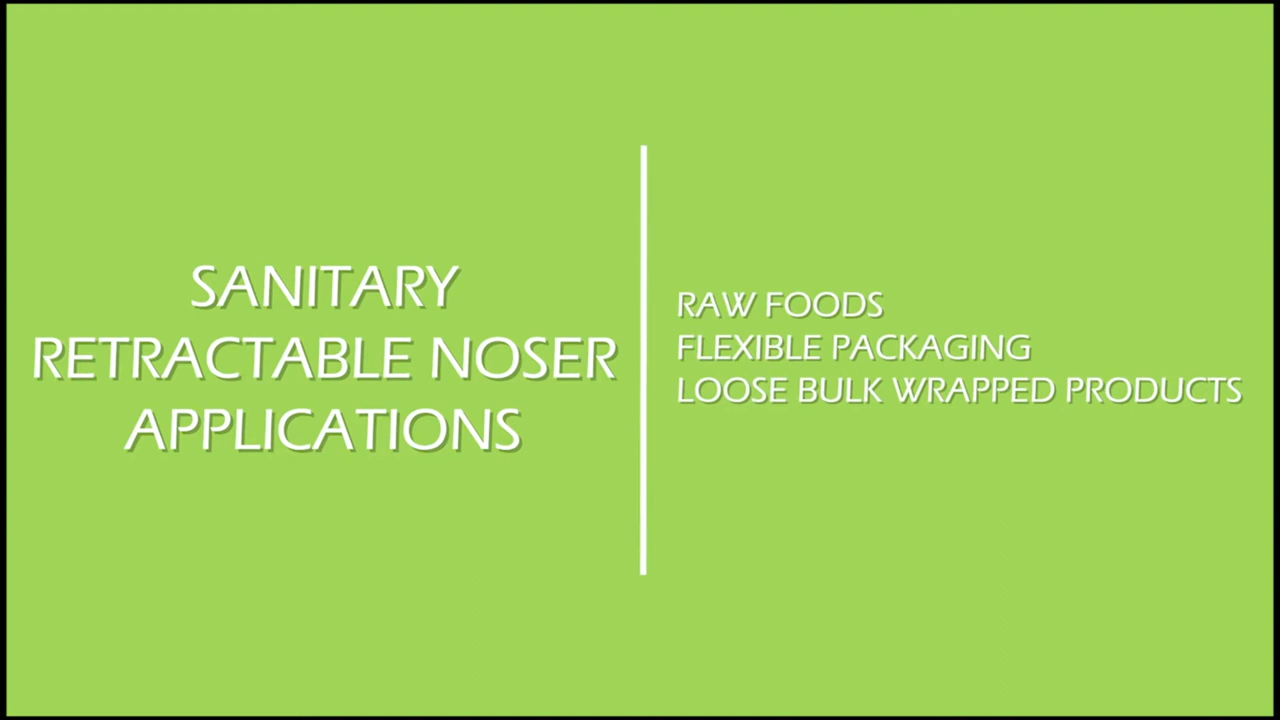 SANITARY
RETRACTABLE NOSER
APPLICATIONS
RAW FOODS
FLEXIBLE PACKAGING
LOOSE BULK WRAPPED PRODUCTS